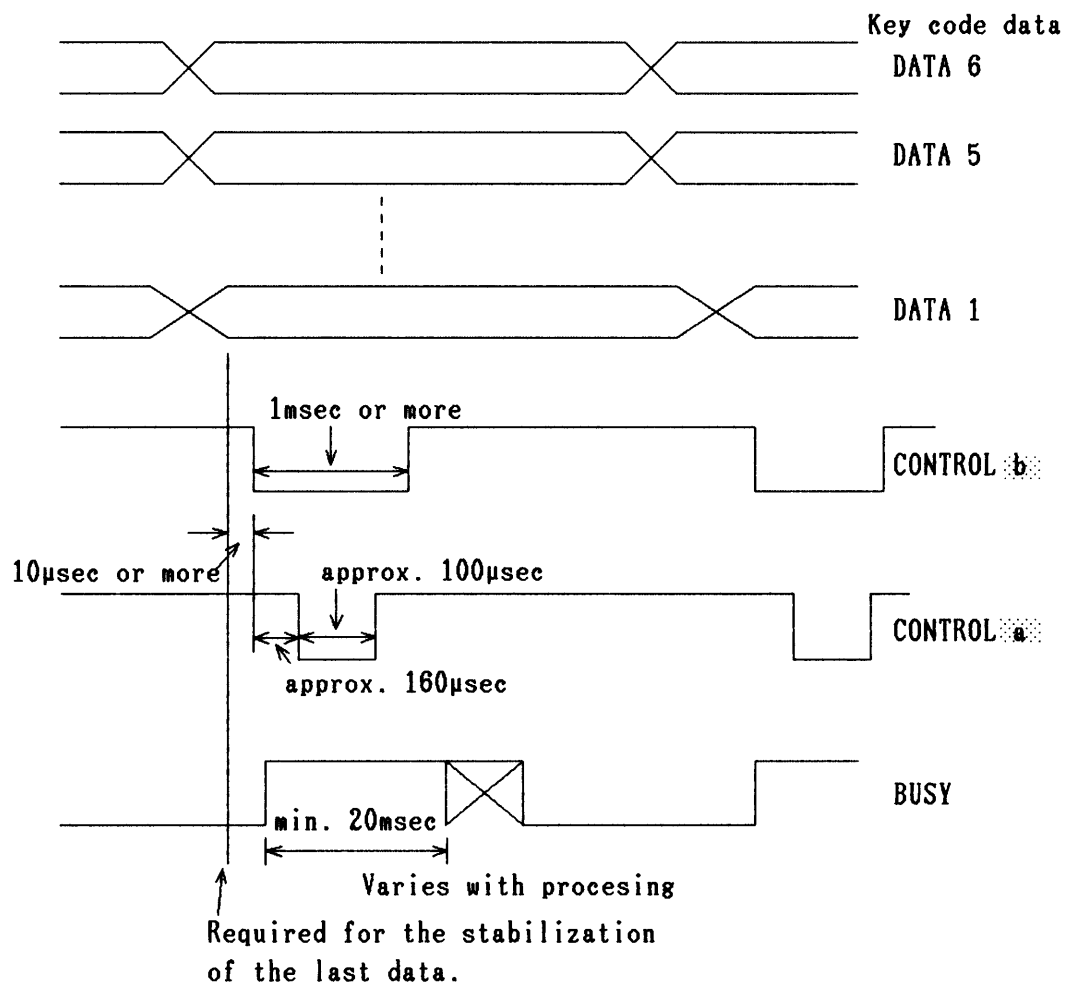 Key code data
DATA 6
DATA 5
DATA 1
1msec or more
CONTROL b
10μsec or more
approx. 100μsec
CONTROL a
approx. 160μsec
BUSY
min. 20msec
Varies with procesing
Required for the stabilization
of the last data.